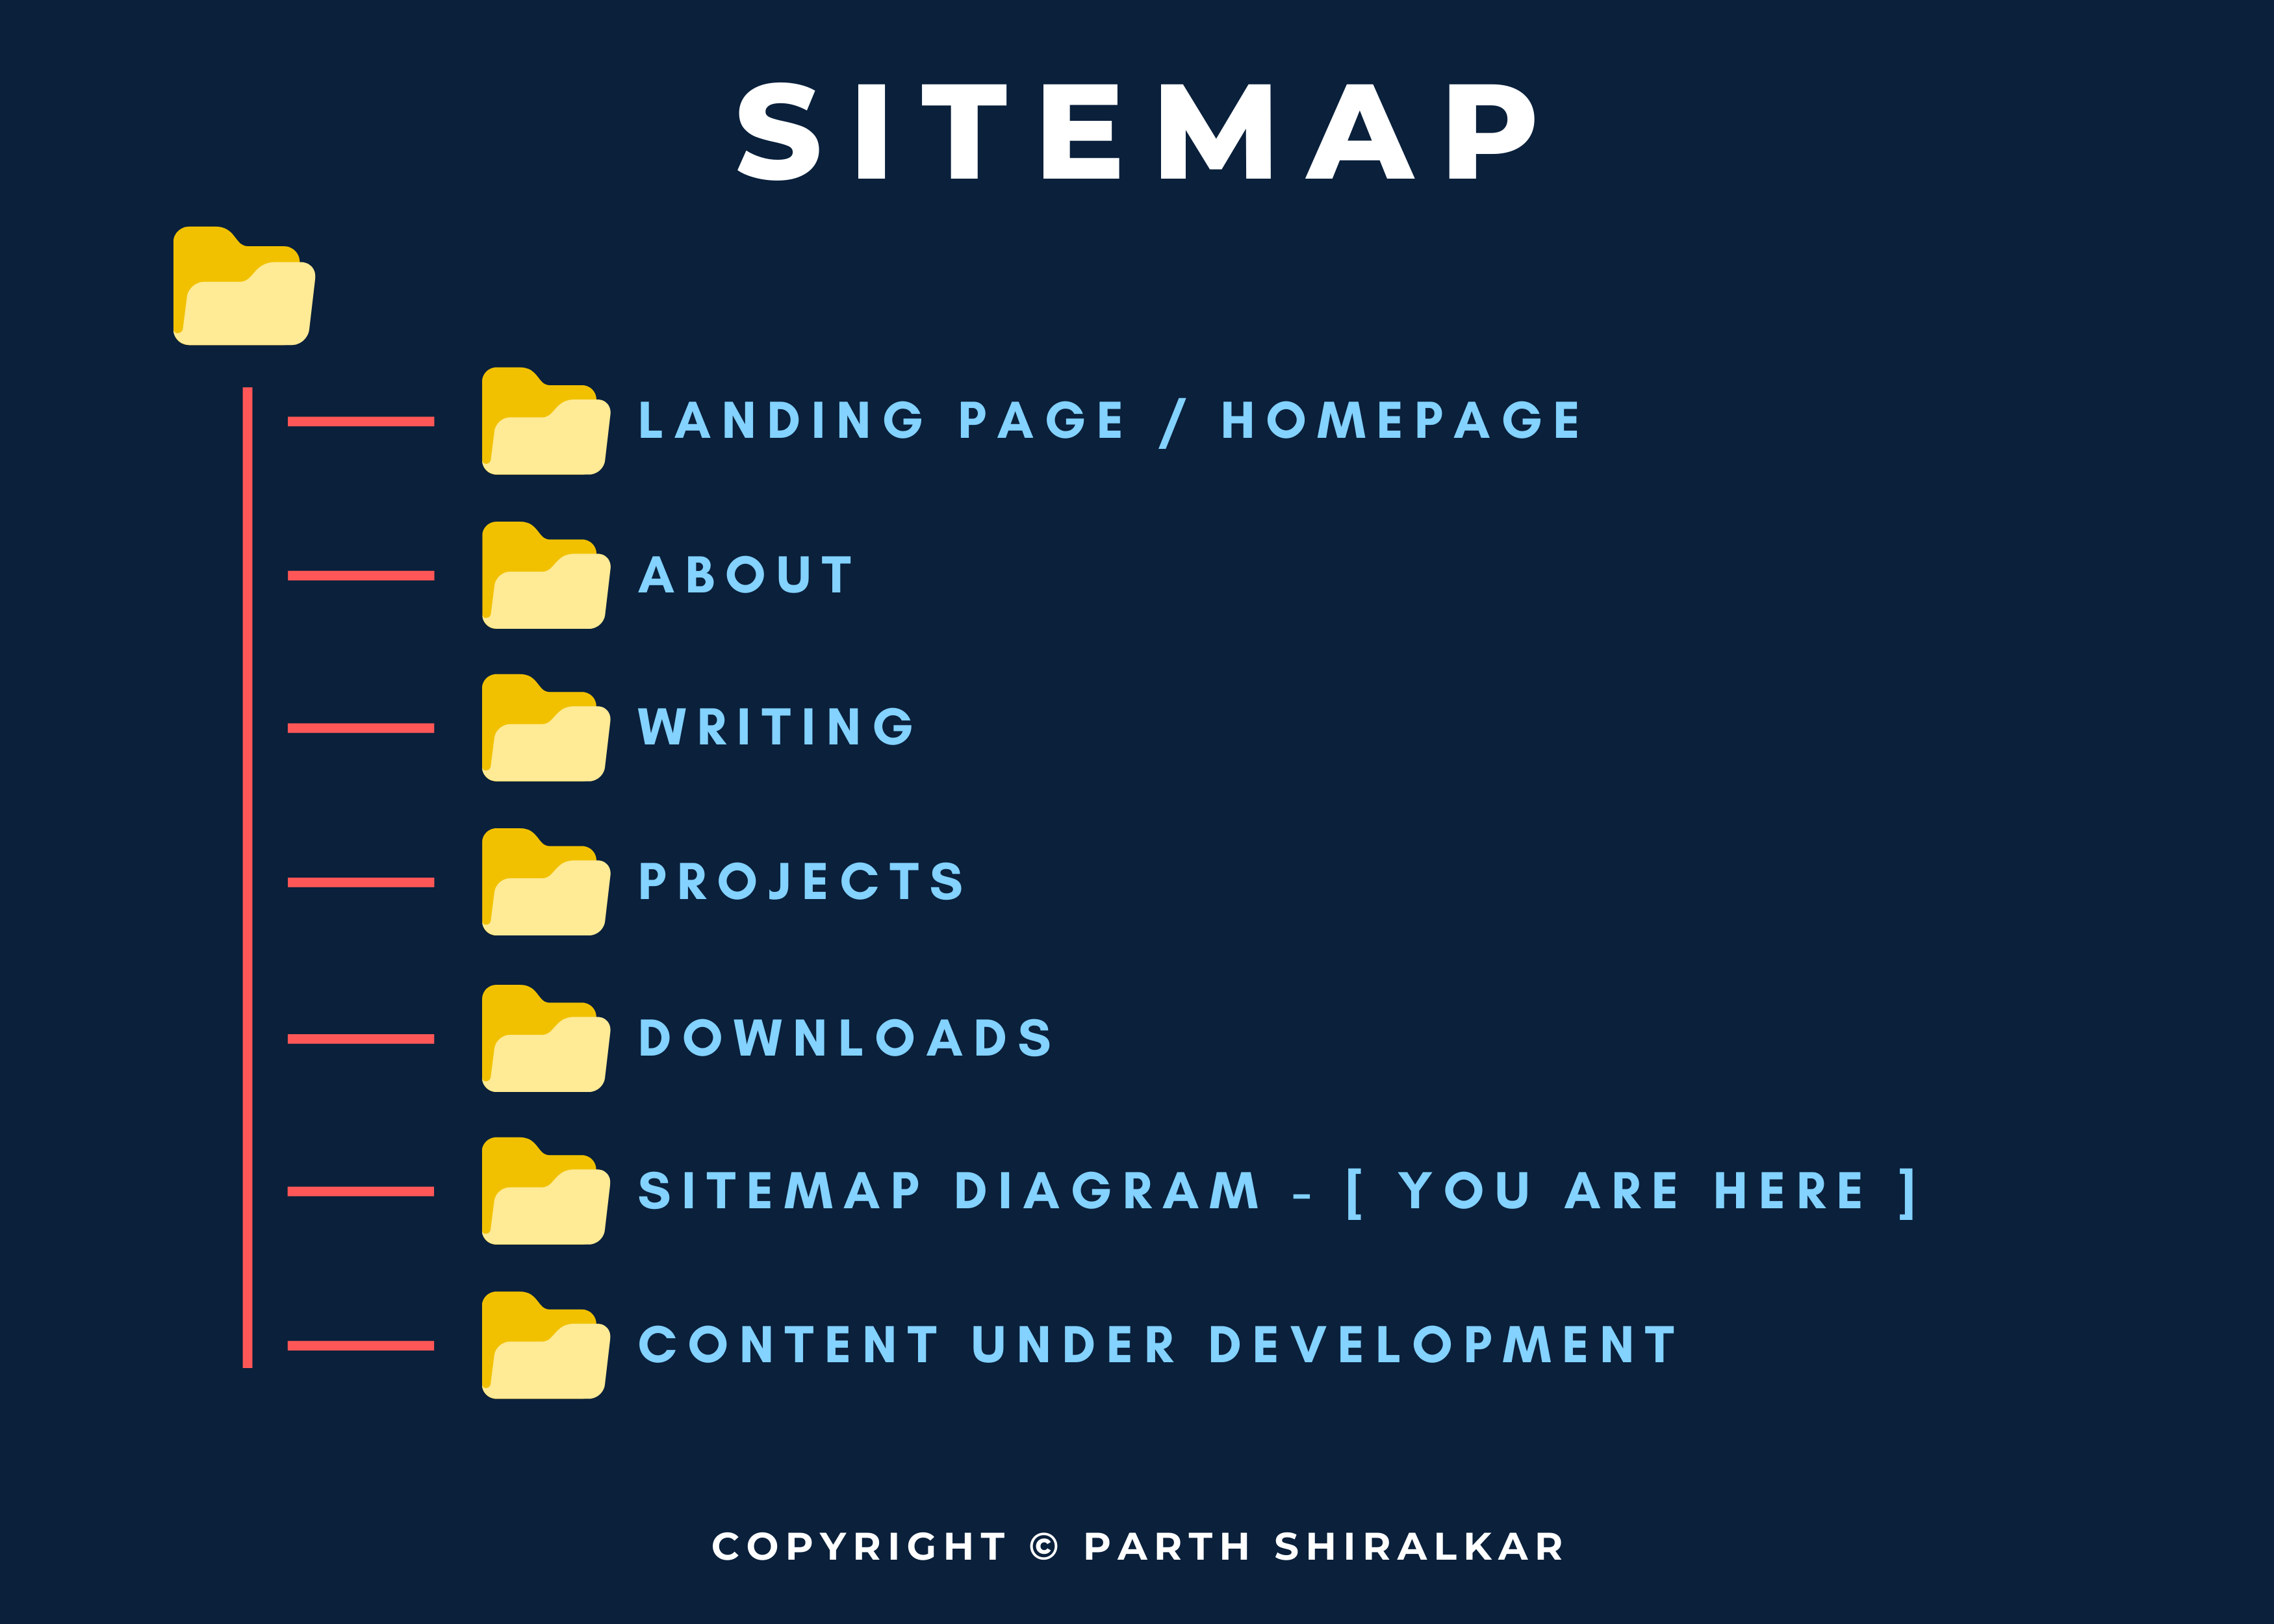 SITEMAP
LANDING PAGE / HOMEPAGE
ABOUT
WRITING
PROJECTS
DOWNLOADS
SITEMAP DIAGRAM - [ YOU ARE HERE ]
CONTENT UNDER DEVELOPMENT
COPYRIGHT © PARTH SHIRALKAR